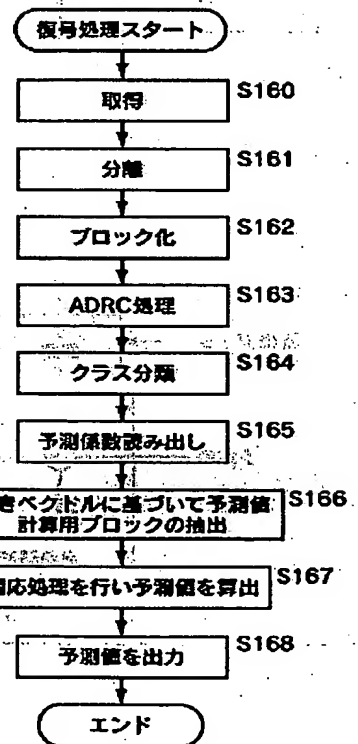 復号処理スタート
取得 S160
分離 S161
ブロック化 S162
ADRC処理 S163
クラス分類 S164
予測係数読み出し S165
きベクトルに基づいて予測値 S166
計算用ブロックの抽出
応処理を行い予測値を算出 S167
予測値を出力 S168
エンド